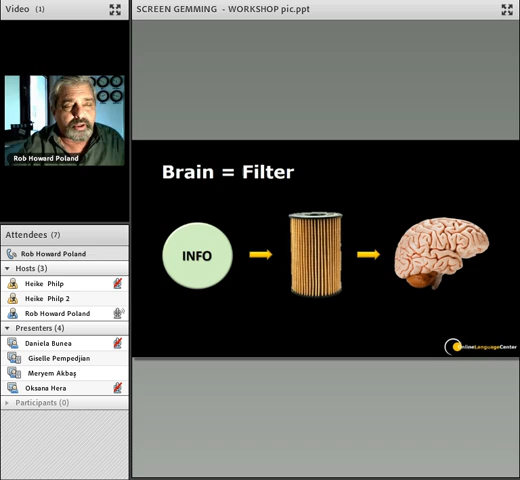 Video (1)
SCREEN GEMMING - WORKSHOP pic.ppt
Rob Howard Poland
Attendees (7)
Rob Howard Poland
Hosts (3)
Heike Philp
Heike Philp 2
Rob Howard Poland
Presenters (4)
Daniela Bunea
Giselle Pempedjian
Meryem Akbaş
Oksana Hera
Participants (0)
Brain = Filter
INFO
OnlineLanguageCenter